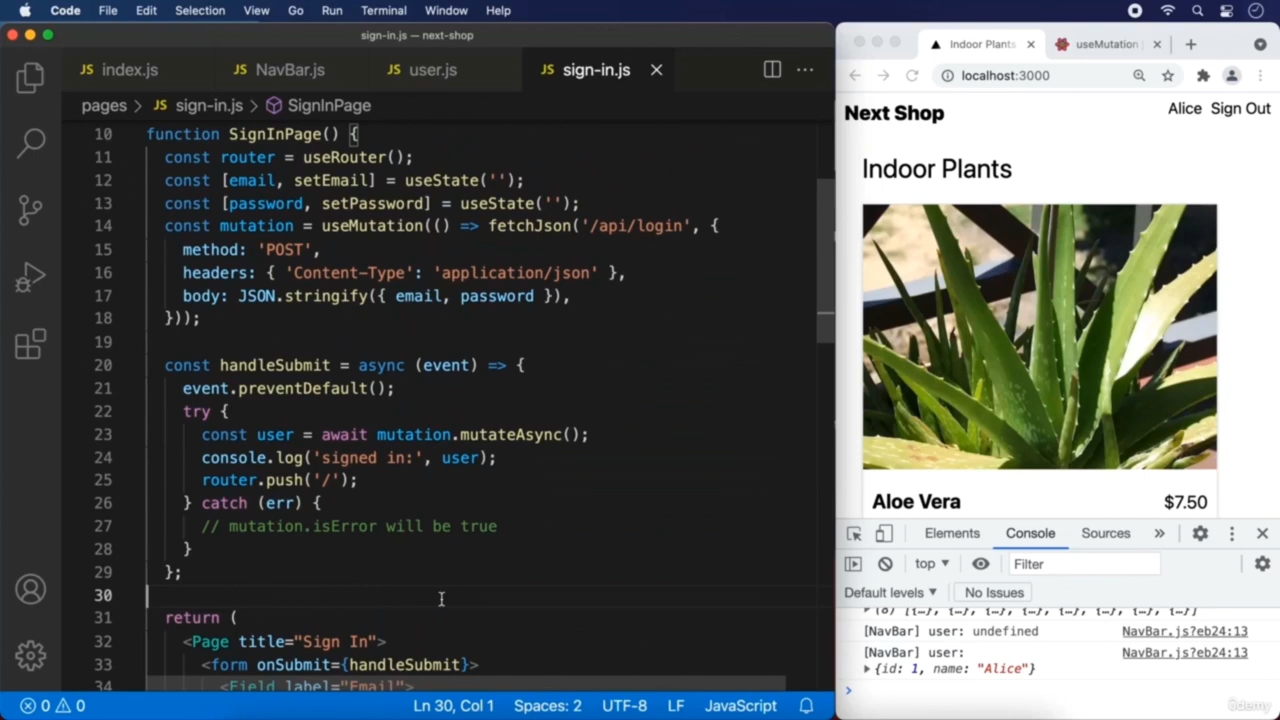 Code File Edit Selection View Go Run Terminal Window Help
sign-in.js — next-shop
JS index.js JS NavBar.js JS user.js JS sign-in.js
pages > JS sign-in.js > SignInPage
10 function SignInPage() {
11 const router = useRouter();
12 const [email, setEmail] = useState('');
13 const [password, setPassword] = useState('');
14 const mutation = useMutation(() => fetchJson('/api/login', {
15 method: 'POST',
16 headers: { 'Content-Type': 'application/json' },
17 body: JSON.stringify({ email, password }),
18 }));
19
20 const handleSubmit = async (event) => {
21 event.preventDefault();
22 try {
23 const user = await mutation.mutateAsync();
24 console.log('signed in:', user);
25 router.push('/');
26 } catch (err) {
27 // mutation.isError will be true
28 }
29 };
30
31 return (
32 <Page title="Sign In">
33 <form onSubmit={handleSubmit}>
34 <Field label="Email">
0 0 Ln 30, Col 1 Spaces: 2 UTF-8 LF JavaScript
Indoor Plants useMutation
localhost:3000
Next Shop Alice Sign Out
Indoor Plants
Aloe Vera $7.50
Elements Console Sources »
top Filter
Default levels No Issues
(8) [{…}, {…}, {…}, {…}, {…}, {…}, {…}, {…}]
[NavBar] user: undefined NavBar.js?eb24:13
[NavBar] user: NavBar.js?eb24:13
{id: 1, name: "Alice"}
>
ûdemy